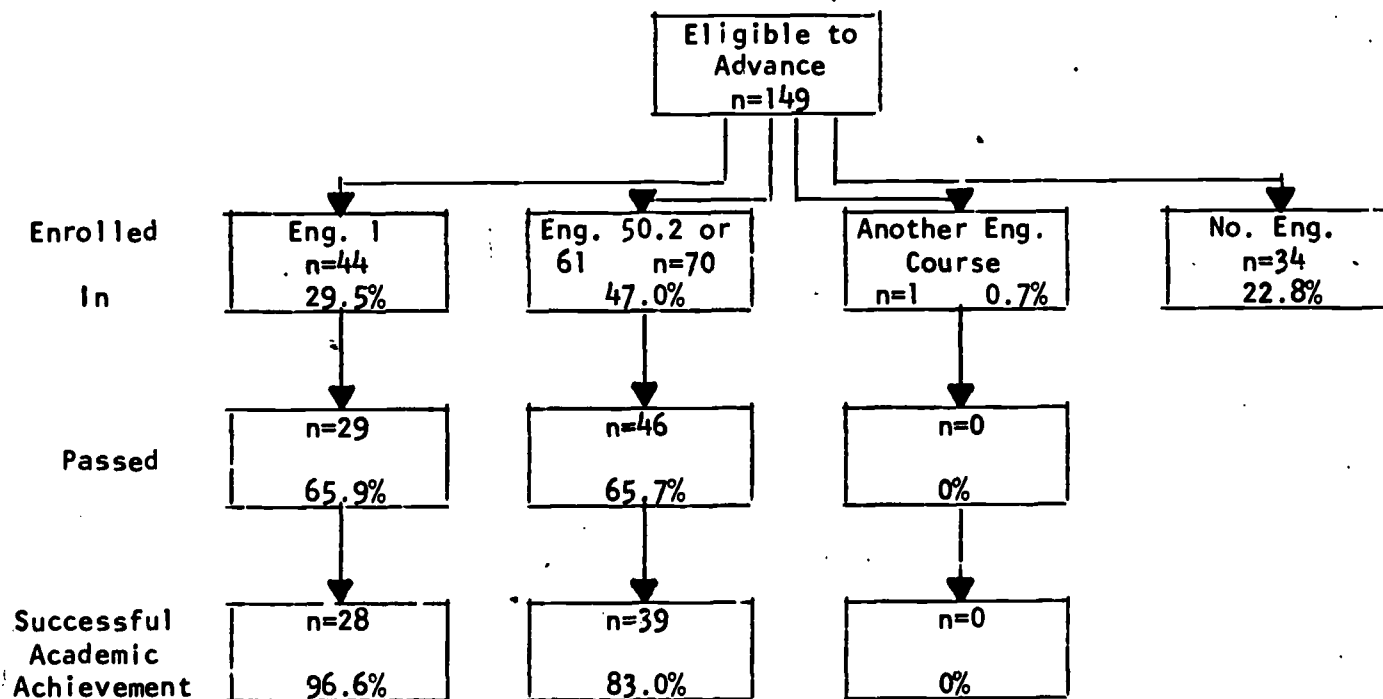 Eligible to
Advance
n=149
Enrolled
In
Eng. 1
n=44
29.5%
Eng. 50.2 or
61 n=70
47.0%
Another Eng.
Course
n=1 0.7%
No. Eng.
n=34
22.8%
Passed
n=29
65.9%
n=46
65.7%
n=0
0%
Successful
Academic
Achievement
n=28
96.6%
n=39
83.0%
n=0
0%